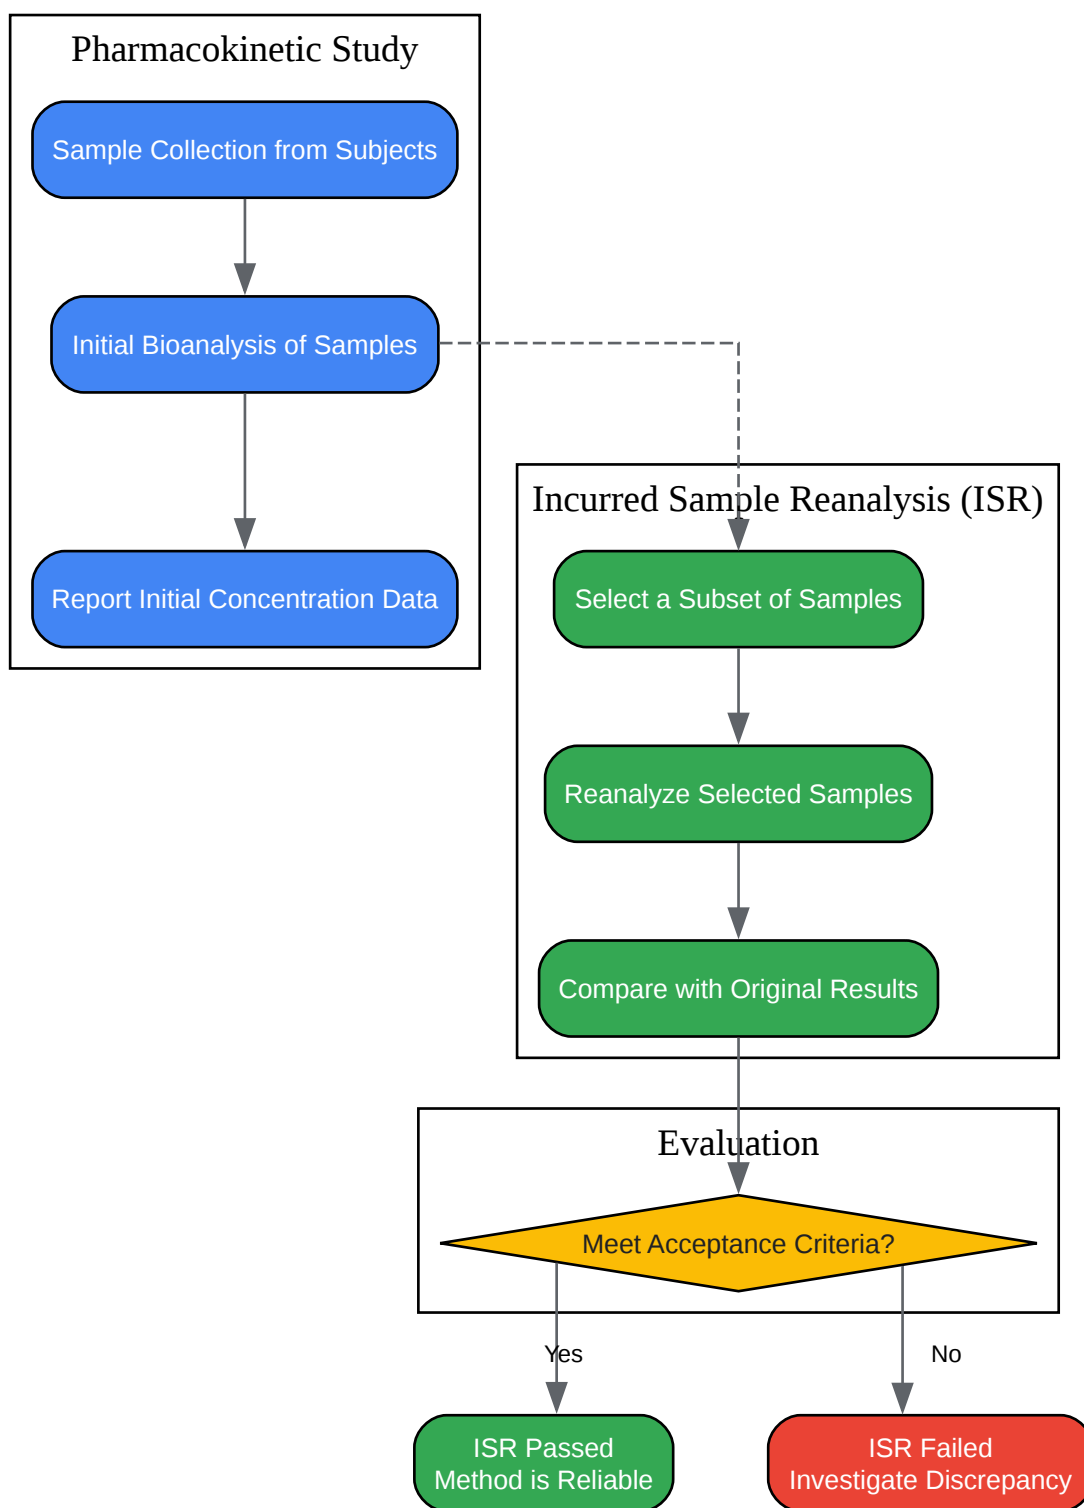 Pharmacokinetic Study
Sample Collection from Subjects
Initial Bioanalysis of Samples
Report Initial Concentration Data
Incurred Sample Reanalysis (ISR)
Select a Subset of Samples
Reanalyze Selected Samples
Compare with Original Results
Evaluation
Meet Acceptance Criteria?
Yes
No
ISR Passed
Method is Reliable
ISR Failed
Investigate Discrepancy